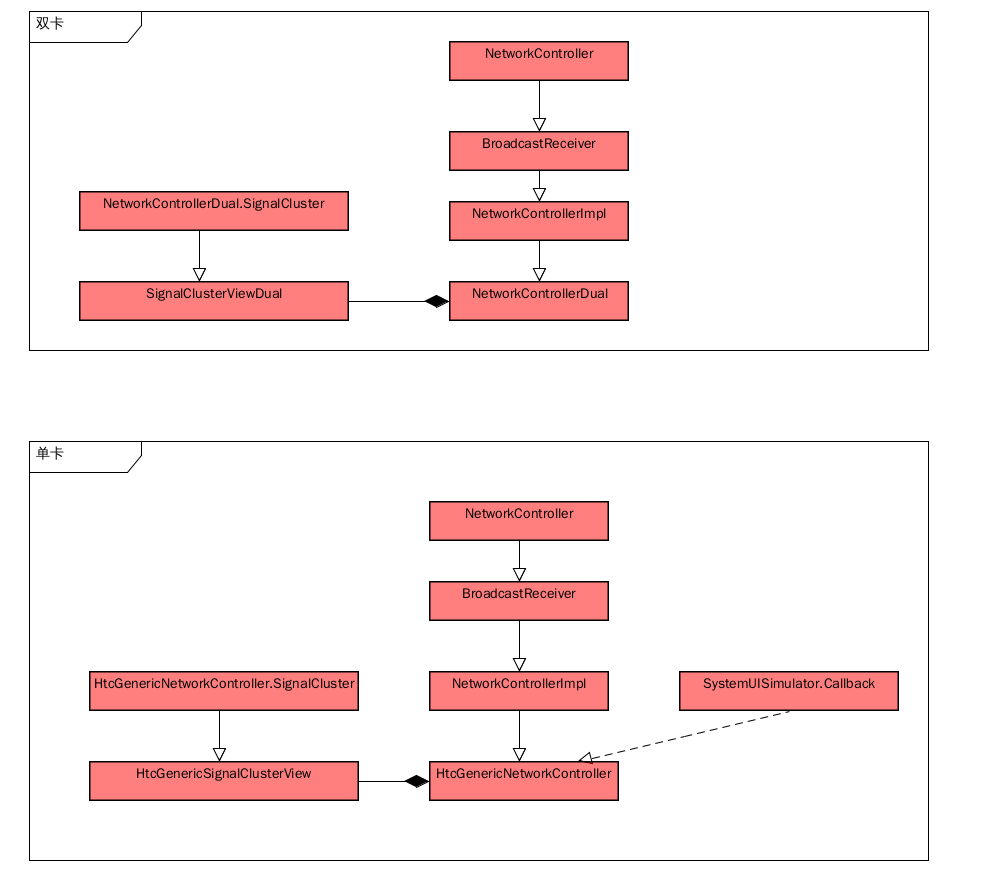 双卡
NetworkController
BroadcastReceiver
NetworkControllerDual.SignalCluster
NetworkControllerImpl
SignalClusterViewDual
NetworkControllerDual
单卡
NetworkController
BroadcastReceiver
HtcGenericNetworkController.SignalCluster
NetworkControllerImpl
SystemUISimulator.Callback
HtcGenericSignalClusterView
HtcGenericNetworkController